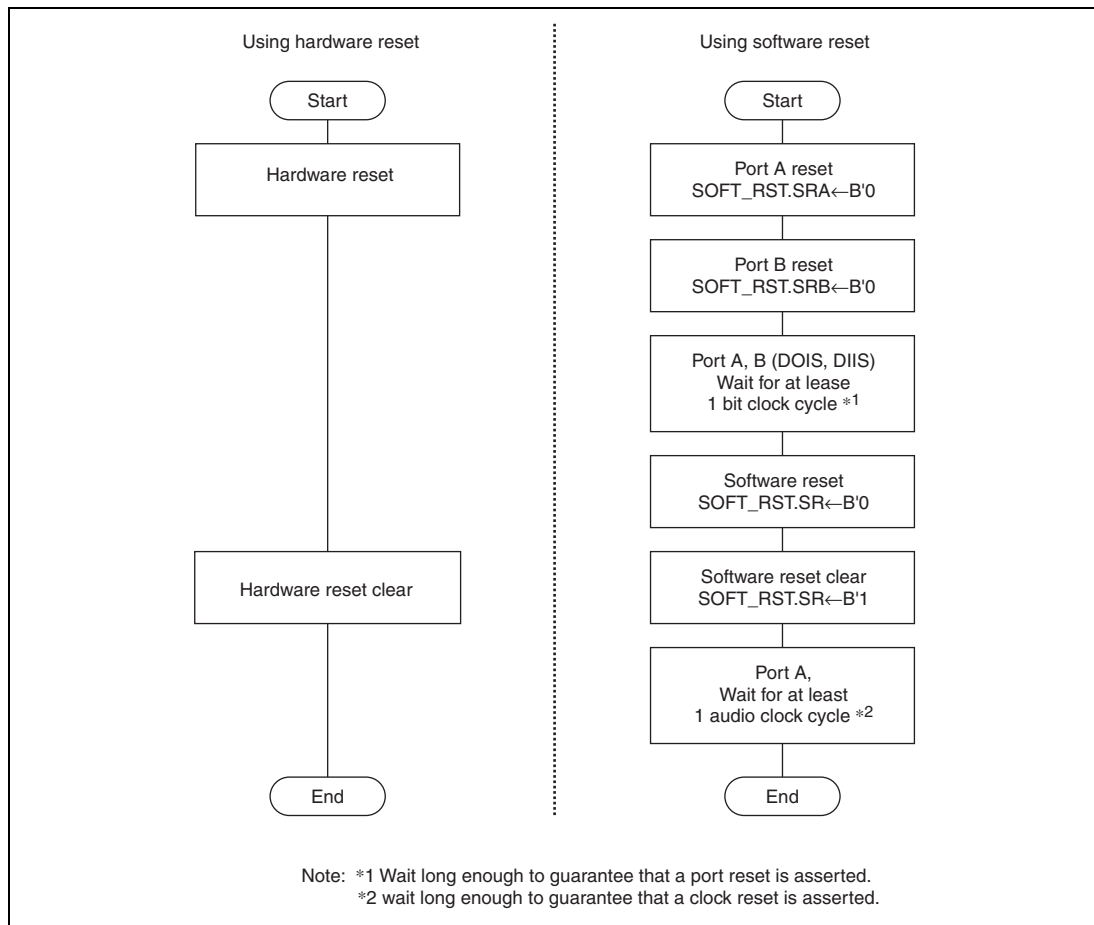 Using hardware reset
Start
Hardware reset
Hardware reset clear
End
Using software reset
Start
Port A reset
SOFT_RST.SRA←B'0
Port B reset
SOFT_RST.SRB←B'0
Port A, B (DOIS, DIIS)
Wait for at lease
1 bit clock cycle *1
Software reset
SOFT_RST.SR←B'0
Software reset clear
SOFT_RST.SR←B'1
Port A,
Wait for at least
1 audio clock cycle *2
End
Note: *1 Wait long enough to guarantee that a port reset is asserted.
*2 wait long enough to guarantee that a clock reset is asserted.